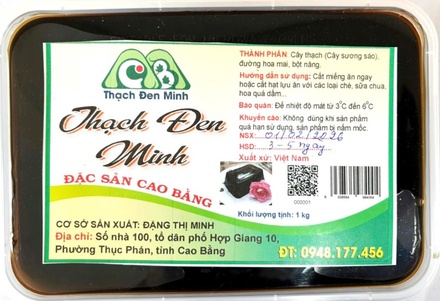 Thạch Đen Minh
Thạch Đen
Minh
ĐẶC SẢN CAO BẰNG
CƠ SỞ SẢN XUẤT: ĐẶNG THỊ MINH
Địa chỉ: Số nhà 100, tổ dân phố Hợp Giang 10,
Phường Thục Phán, tỉnh Cao Bằng
THÀNH PHẦN: Cây thạch (Cây sương sáo),
đường hoa mai, bột năng.
Hướng dẫn sử dụng: Cắt miếng ăn ngay
hoặc cắt hạt lựu ăn với các loại chè, sữa chua,
hoa quả dầm...
Bảo quản: Để nhiệt độ mát từ 3°C đến 6°C
Khuyến cáo: Không dùng khi sản phẩm
quá hạn sử dụng, sản phẩm bị nấm mốc.
NSX: 01/02/2026
HSD: 3-5 ngày
Xuất xứ: Việt Nam
Khối lượng tịnh: 1 kg
000001
ĐT: 0948.177.456